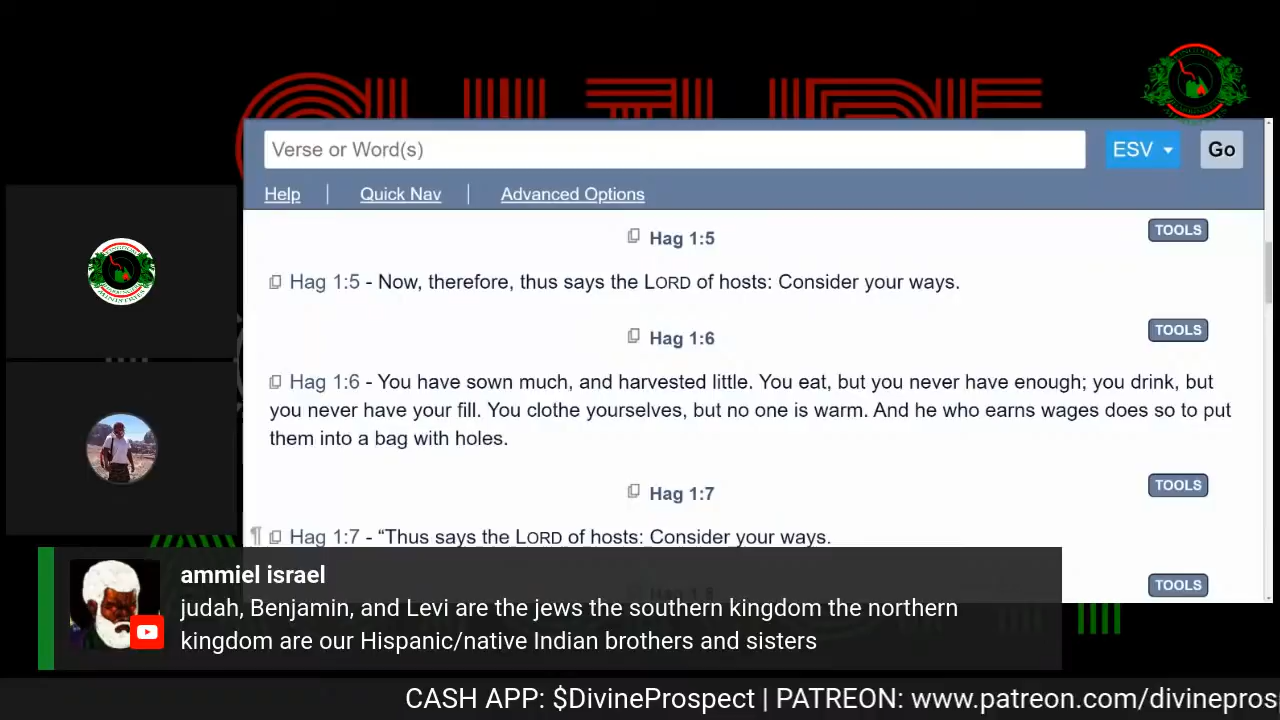 CULTURE
Verse or Word(s)
ESV
Go
Help | Quick Nav | Advanced Options
Hag 1:5
TOOLS
Hag 1:5 - Now, therefore, thus says the LORD of hosts: Consider your ways.
Hag 1:6
TOOLS
Hag 1:6 - You have sown much, and harvested little. You eat, but you never have enough; you drink, but
you never have your fill. You clothe yourselves, but no one is warm. And he who earns wages does so to put
them into a bag with holes.
Hag 1:7
TOOLS
¶ Hag 1:7 - “Thus says the LORD of hosts: Consider your ways.
TOOLS
ammiel israel
judah, Benjamin, and Levi are the jews the southern kingdom the northern
kingdom are our Hispanic/native Indian brothers and sisters
CASH APP: $DivineProspect | PATREON: www.patreon.com/divinepros